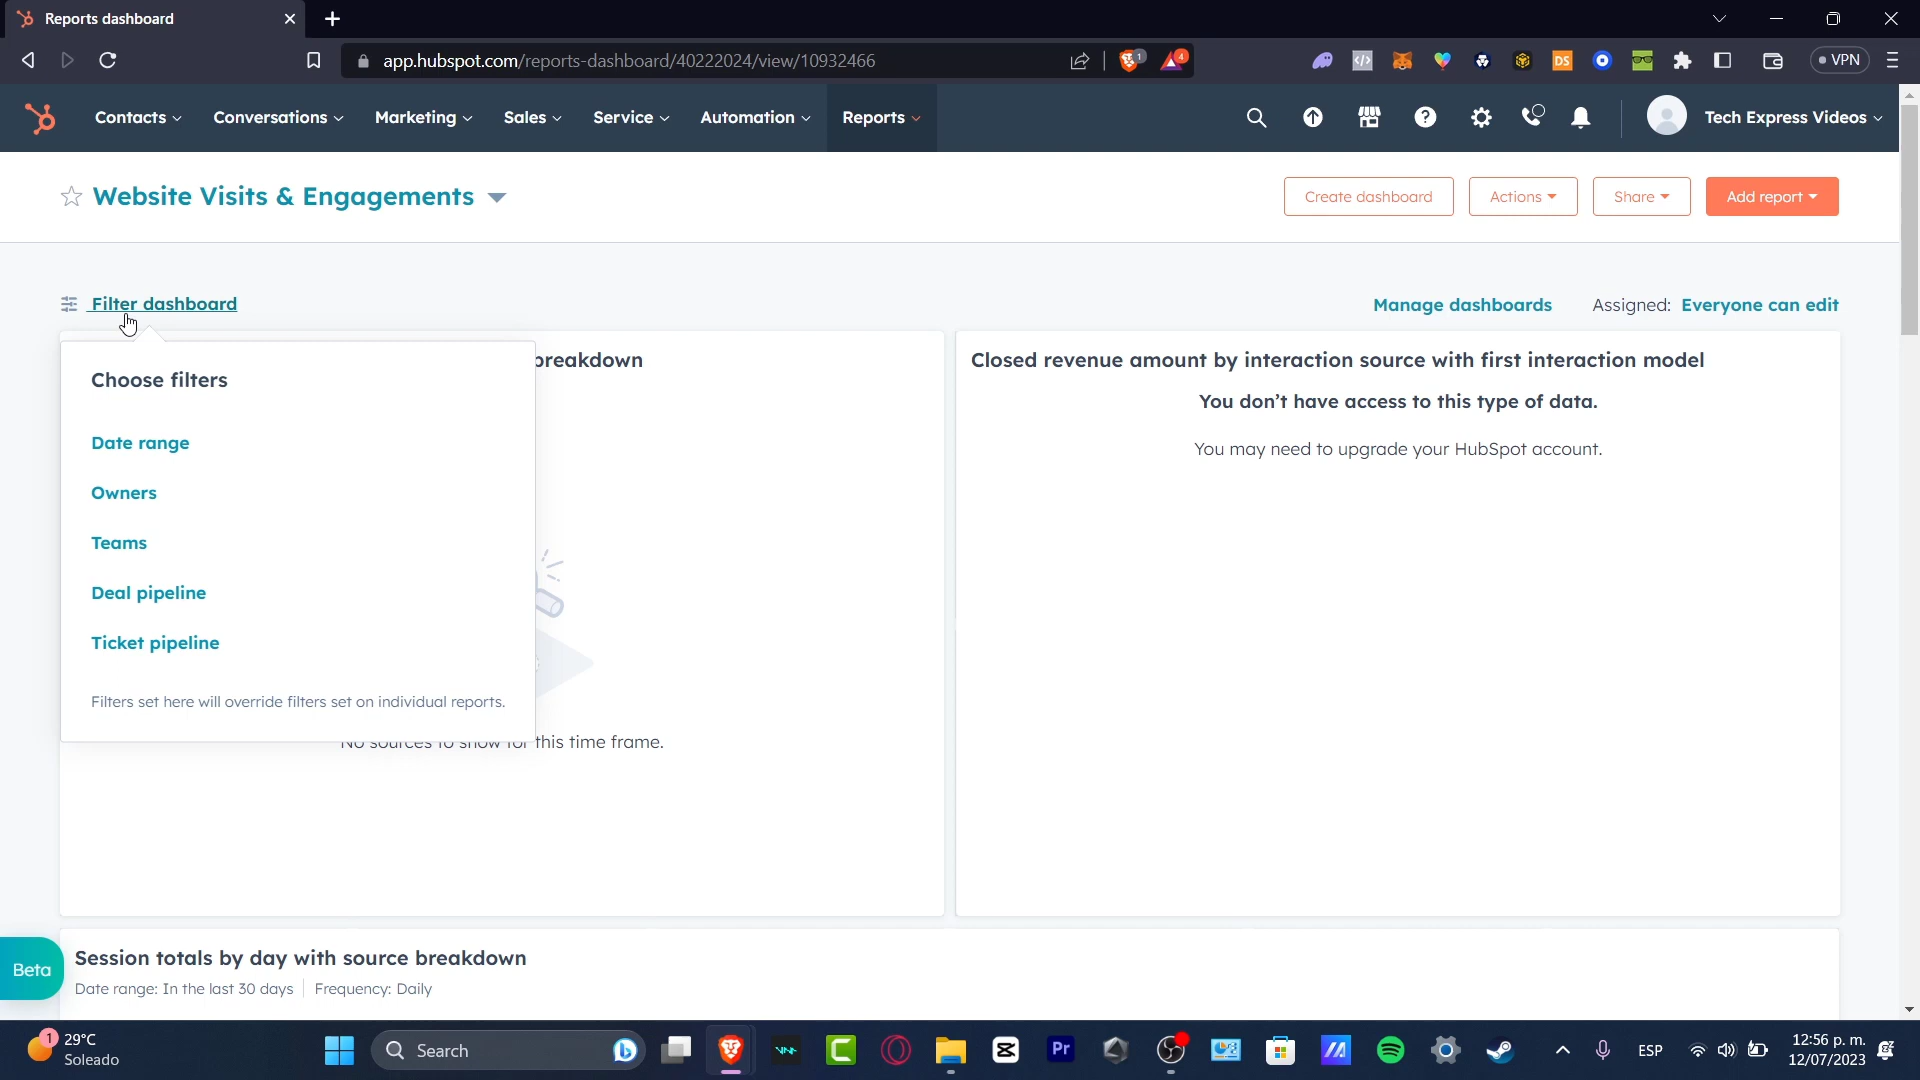 Reports dashboard
app.hubspot.com/reports-dashboard/40222024/view/10932466
1
4
DS
VPN
Contacts
Conversations
Marketing
Sales
Service
Automation
Reports
Tech Express Videos
Website Visits & Engagements
Create dashboard
Actions
Share
Add report
Filter dashboard
Manage dashboards
Assigned: Everyone can edit
Choose filters
Date range
Owners
Teams
Deal pipeline
Ticket pipeline
Filters set here will override filters set on individual reports.
breakdown
No sources to show for this time frame.
Closed revenue amount by interaction source with first interaction model
You don't have access to this type of data.
You may need to upgrade your HubSpot account.
Beta
Session totals by day with source breakdown
Date range: In the last 30 days
Frequency: Daily
1
29°C
Soleado
Search
Pr
ESP
12:56 p. m.
12/07/2023